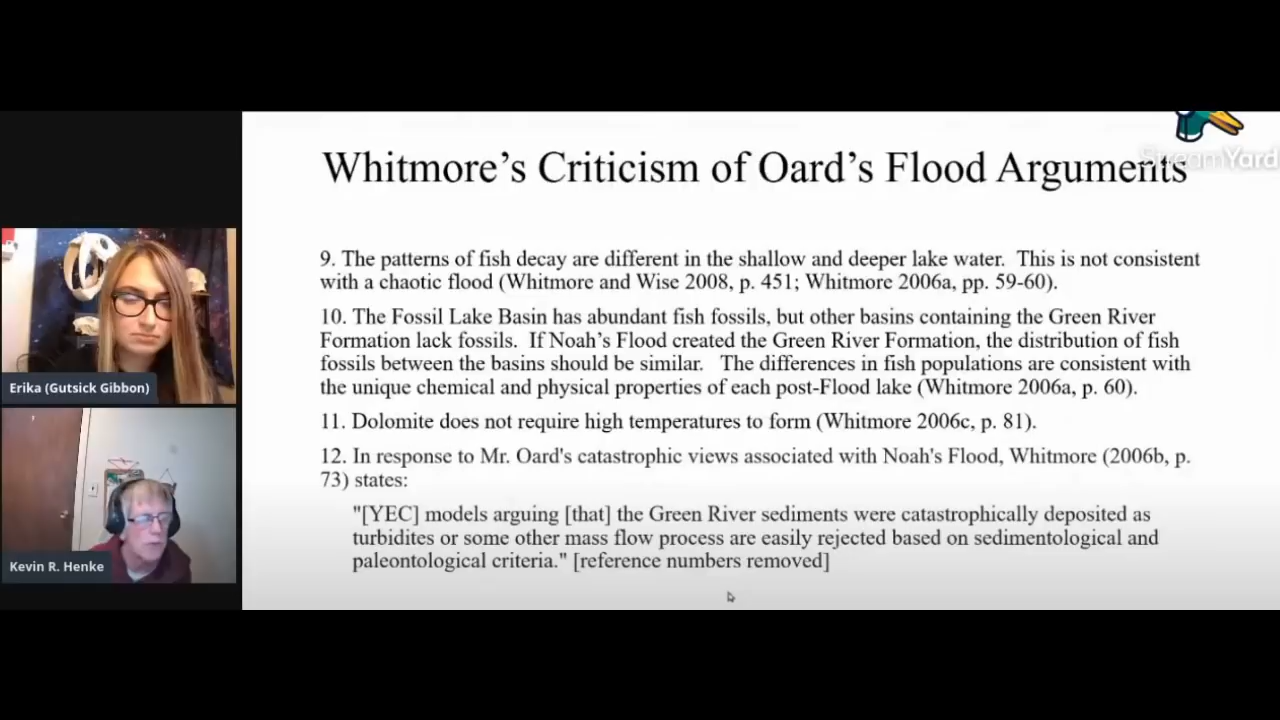 StreamYard
Whitmore's Criticism of Oard's Flood Arguments
9. The patterns of fish decay are different in the shallow and deeper lake water. This is not consistent
with a chaotic flood (Whitmore and Wise 2008, p. 451; Whitmore 2006a, pp. 59-60).
10. The Fossil Lake Basin has abundant fish fossils, but other basins containing the Green River
Formation lack fossils. If Noah's Flood created the Green River Formation, the distribution of fish
fossils between the basins should be similar. The differences in fish populations are consistent with
the unique chemical and physical properties of each post-Flood lake (Whitmore 2006a, p. 60).
11. Dolomite does not require high temperatures to form (Whitmore 2006c, p. 81).
12. In response to Mr. Oard's catastrophic views associated with Noah's Flood, Whitmore (2006b, p.
73) states:
"[YEC] models arguing [that] the Green River sediments were catastrophically deposited as
turbidites or some other mass flow process are easily rejected based on sedimentological and
paleontological criteria." [reference numbers removed]
Erika (Gutsick Gibbon)
Kevin R. Henke